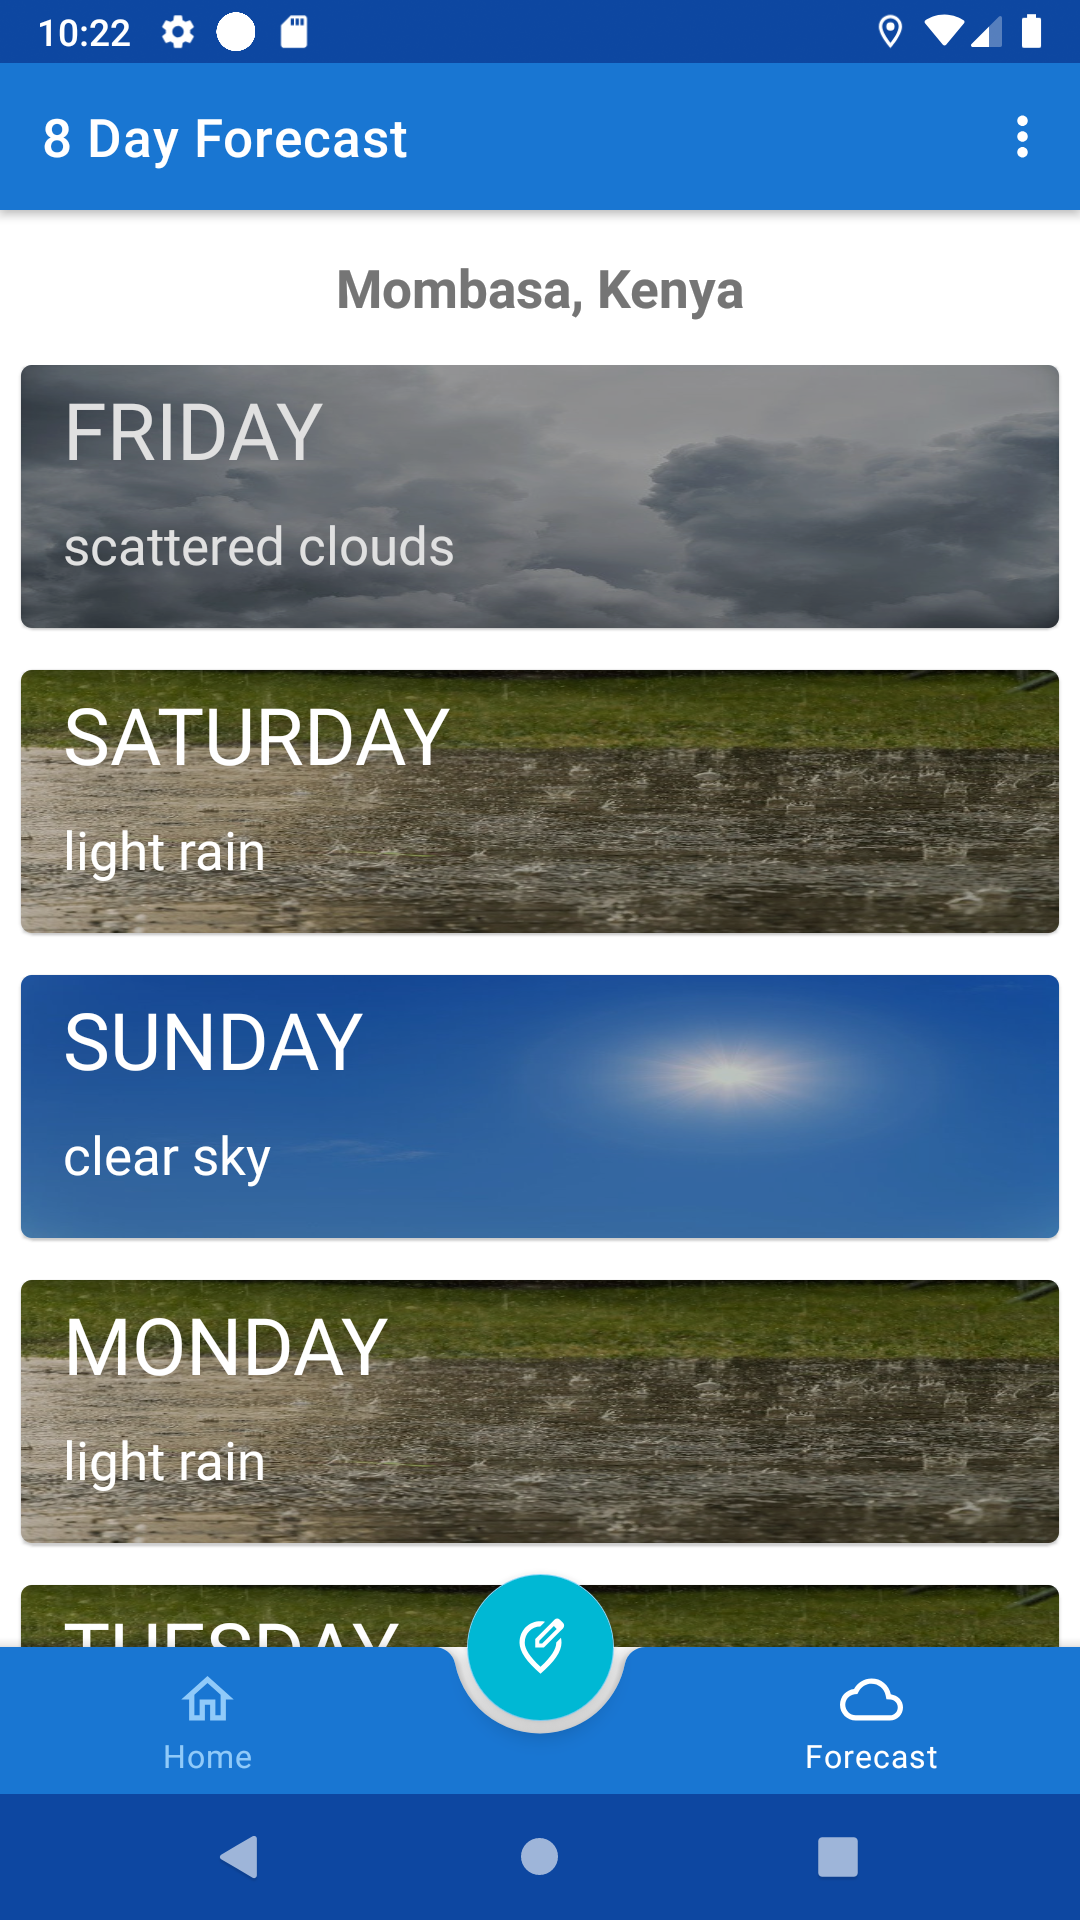 10:22
8 Day Forecast
Mombasa, Kenya
FRIDAY
scattered clouds
SATURDAY
light rain
SUNDAY
clear sky
MONDAY
light rain
TUESDAY
Home
Forecast